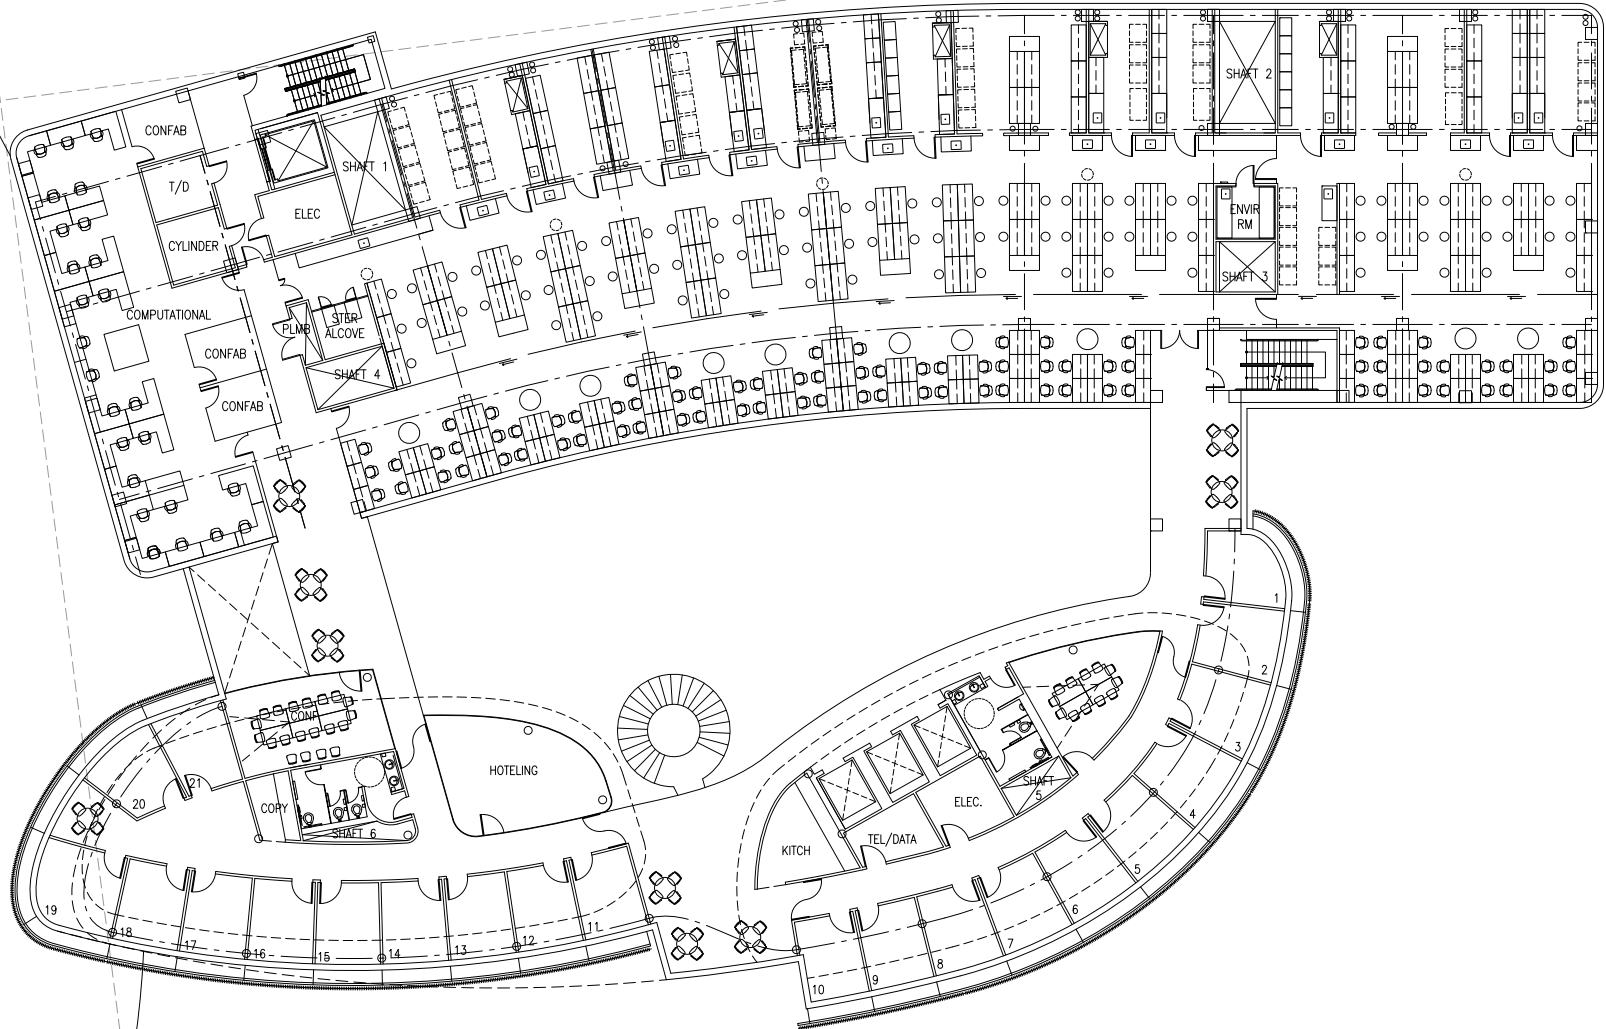 SHAFT 2
CONFAB
SHAFT 1
T/D
ELEC
CYLINDER
ENVIR
RM
SHAFT 3
COMPUTATIONAL
PLMB
STER
ALCOVE
CONFAB
SHAFT 4
CONFAB
1
2
3
4
5
6
7
8
9
10
CONF
HOTELING
21
20
COPY
SHAFT 6
SHAFT
5
ELEC.
TEL/DATA
KITCH
19
18
17
16
15
14
13
12
11